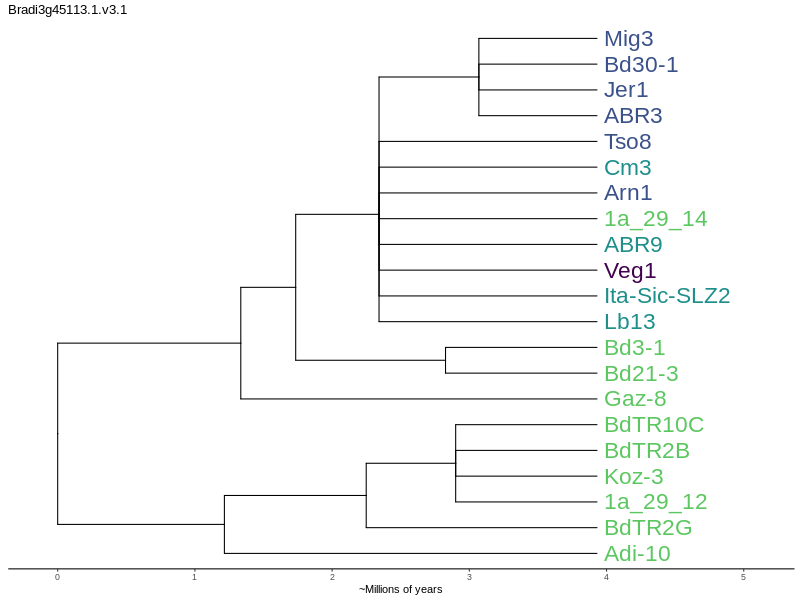 Bradi3g45113.1.v3.1
Mig3
Bd30-1
Jer1
ABR3
Tso8
Cm3
Arn1
1a_29_14
ABR9
Veg1
Ita-Sic-SLZ2
Lb13
Bd3-1
Bd21-3
Gaz-8
BdTR10C
BdTR2B
Koz-3
1a_29_12
BdTR2G
Adi-10
0 1 2 3 4 5
~Millions of years